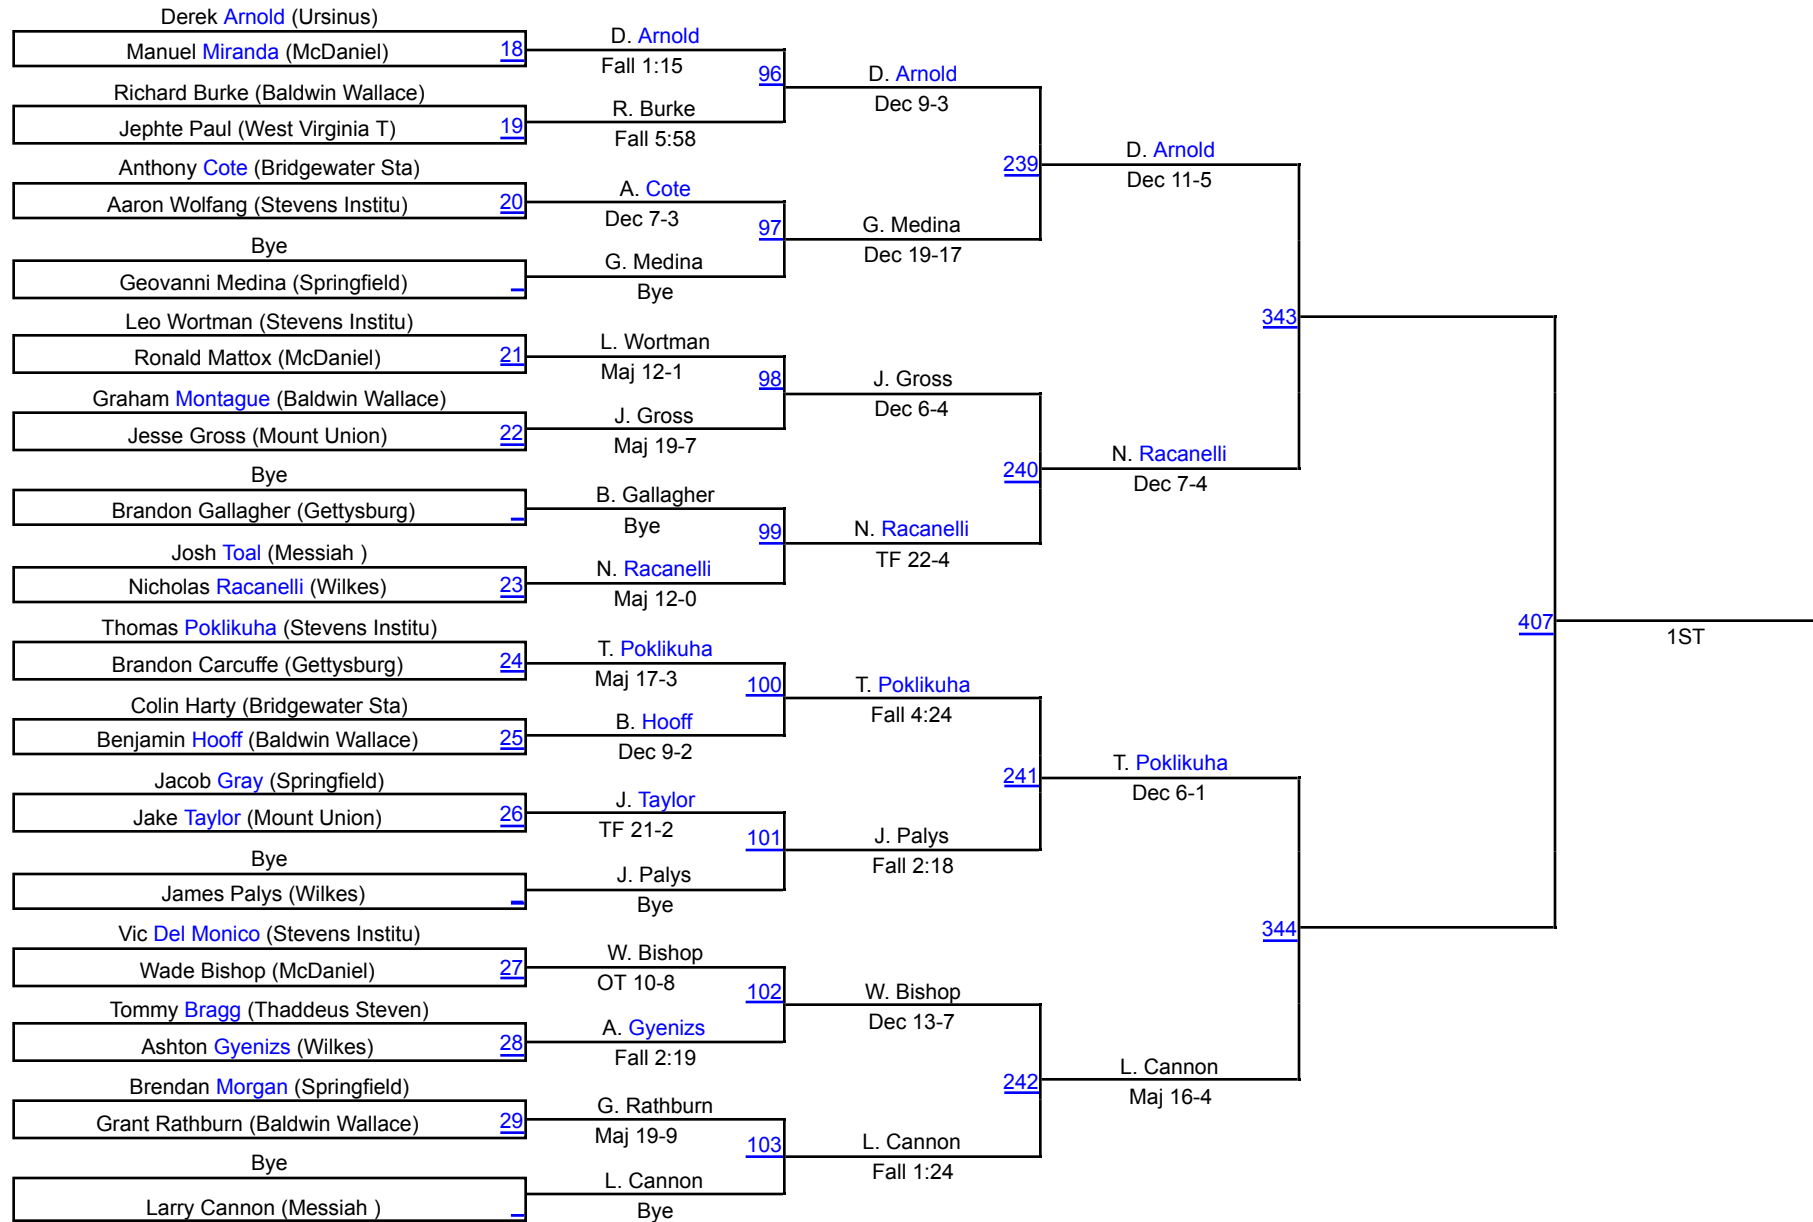 Derek Arnold (Ursinus)
Manuel Miranda (McDaniel) 18
Richard Burke (Baldwin Wallace)
Jephte Paul (West Virginia T) 19
Anthony Cote (Bridgewater Sta)
Aaron Wolfang (Stevens Institu) 20
Bye
Geovanni Medina (Springfield)
Leo Wortman (Stevens Institu)
Ronald Mattox (McDaniel) 21
Graham Montague (Baldwin Wallace)
Jesse Gross (Mount Union) 22
Bye
Brandon Gallagher (Gettysburg)
Josh Toal (Messiah )
Nicholas Racanelli (Wilkes) 23
Thomas Poklikuha (Stevens Institu)
Brandon Carcuffe (Gettysburg) 24
Colin Harty (Bridgewater Sta)
Benjamin Hooff (Baldwin Wallace) 25
Jacob Gray (Springfield)
Jake Taylor (Mount Union) 26
Bye
James Palys (Wilkes)
Vic Del Monico (Stevens Institu)
Wade Bishop (McDaniel) 27
Tommy Bragg (Thaddeus Steven)
Ashton Gyenizs (Wilkes) 28
Brendan Morgan (Springfield)
Grant Rathburn (Baldwin Wallace) 29
Bye
Larry Cannon (Messiah )
D. Arnold
Fall 1:15
96
R. Burke
Fall 5:58
A. Cote
Dec 7-3
97
G. Medina
Bye
L. Wortman
Maj 12-1
98
J. Gross
Maj 19-7
B. Gallagher
Bye
99
N. Racanelli
Maj 12-0
T. Poklikuha
Maj 17-3
100
B. Hooff
Dec 9-2
J. Taylor
TF 21-2
101
J. Palys
Bye
W. Bishop
OT 10-8
102
A. Gyenizs
Fall 2:19
G. Rathburn
Maj 19-9
103
L. Cannon
Bye
D. Arnold
Dec 9-3
239
G. Medina
Dec 19-17
J. Gross
Dec 6-4
240
N. Racanelli
TF 22-4
T. Poklikuha
Fall 4:24
241
J. Palys
Fall 2:18
W. Bishop
Dec 13-7
242
L. Cannon
Fall 1:24
D. Arnold
Dec 11-5
343
N. Racanelli
Dec 7-4
T. Poklikuha
Dec 6-1
344
L. Cannon
Maj 16-4
407
1ST